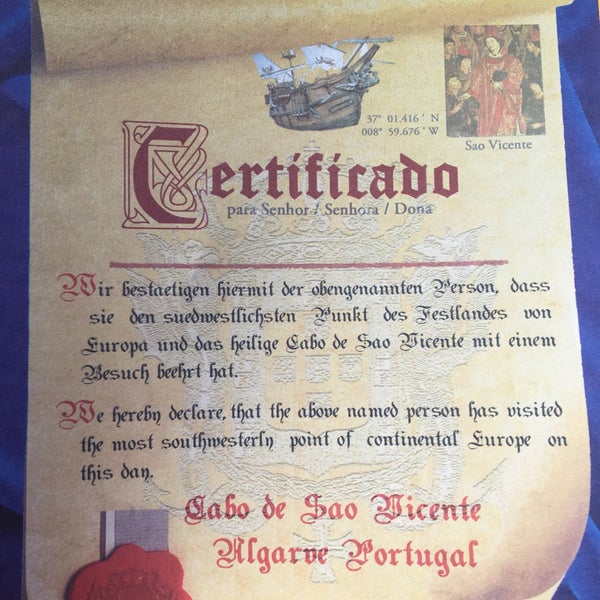 37° 01.416' N
008° 59.676' W
Sao Vicente
Certificado
para Senhor / Senhora / Dona
Wir bestaetigen hiermit der obengenannten Person, dass
sie den suedwestlichsten Punkt des Festlandes von
Europa und das heilige Cabo de Sao Vicente mit einem
Besuch beehrt hat.
We hereby declare, that the above named person has visited
the most southwesterly point of continental Europe on
this day.
Cabo de Sao Vicente
Algarve Portugal